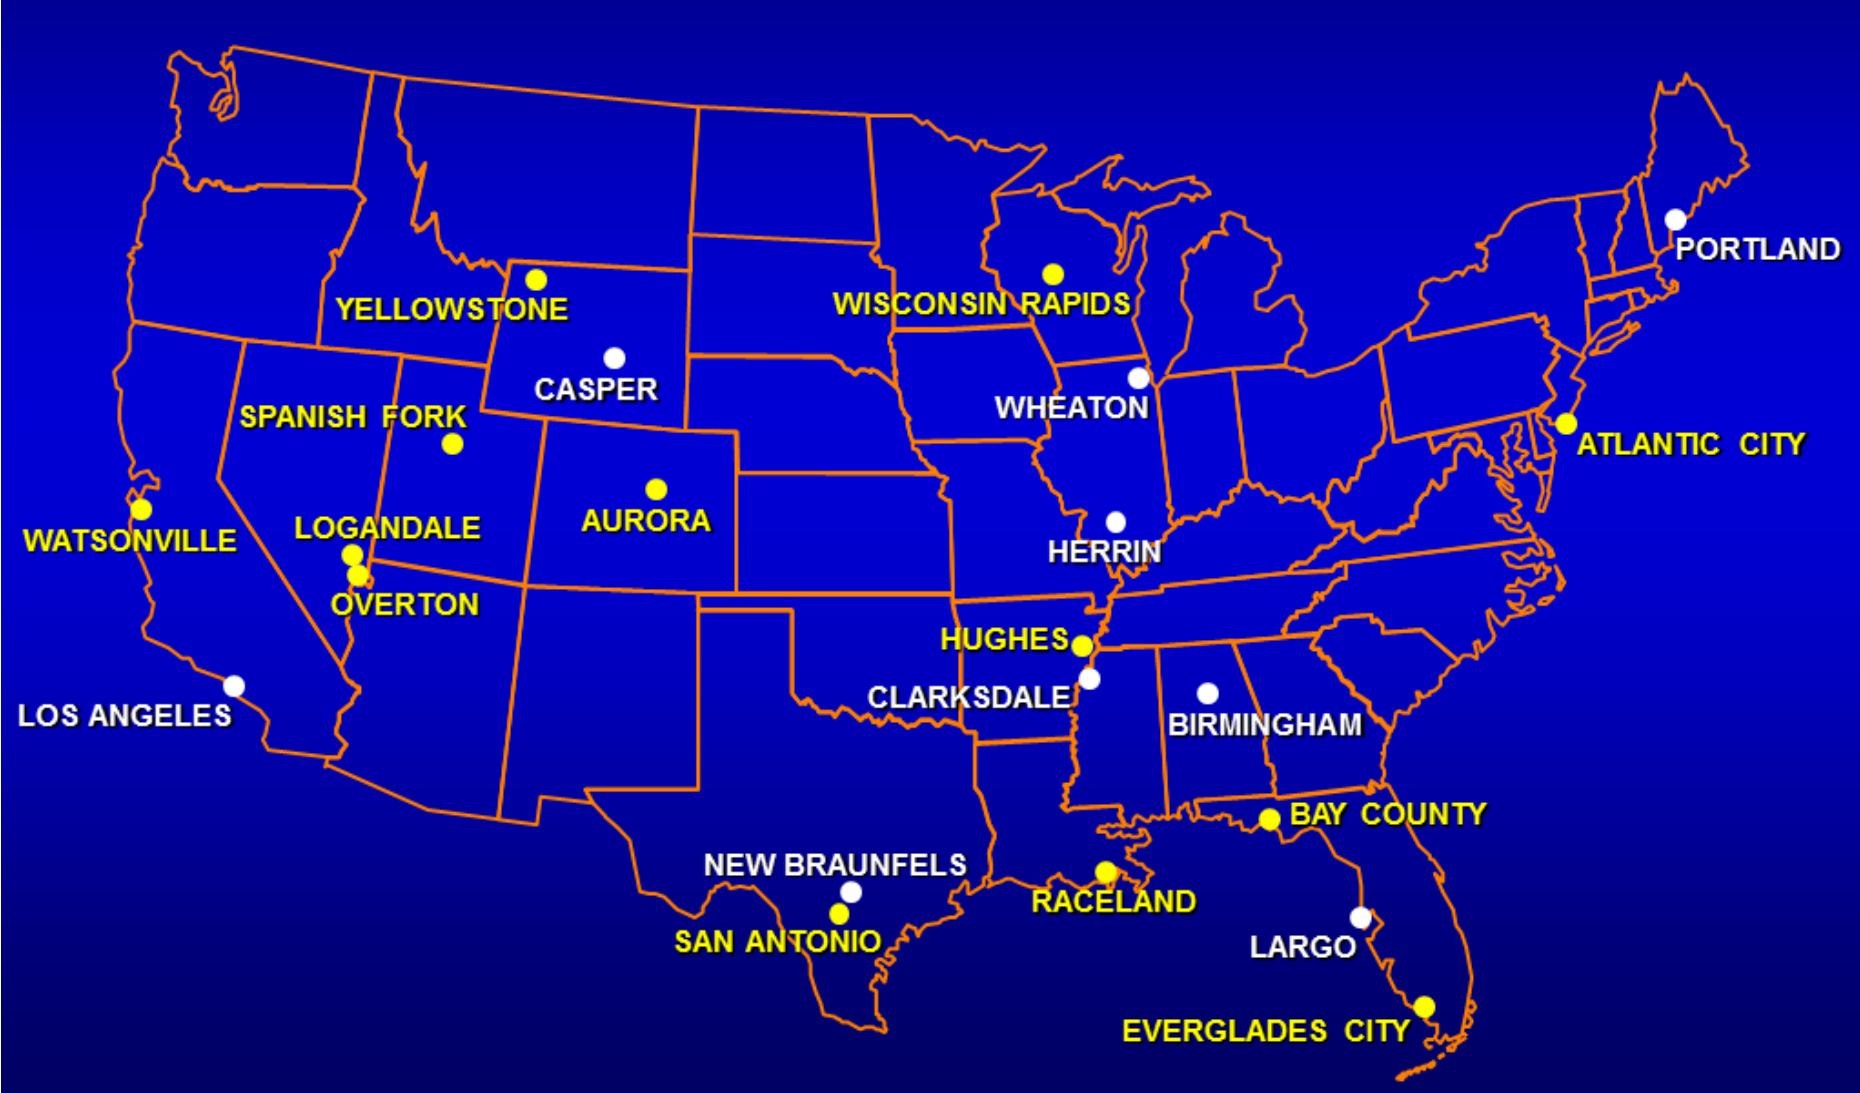 PORTLAND
YELLOWSTONE
WISCONSIN RAPIDS
CASPER
WHEATON
SPANISH FORK
ATLANTIC CITY
AURORA
LOGANDALE
WATSONVILLE
HERRIN
OVERTON
HUGHES
CLARKSDALE
LOS ANGELES
BIRMINGHAM
BAY COUNTY
NEW BRAUNFELS
RACELAND
SAN ANTONIO
LARGO
EVERGLADES CITY